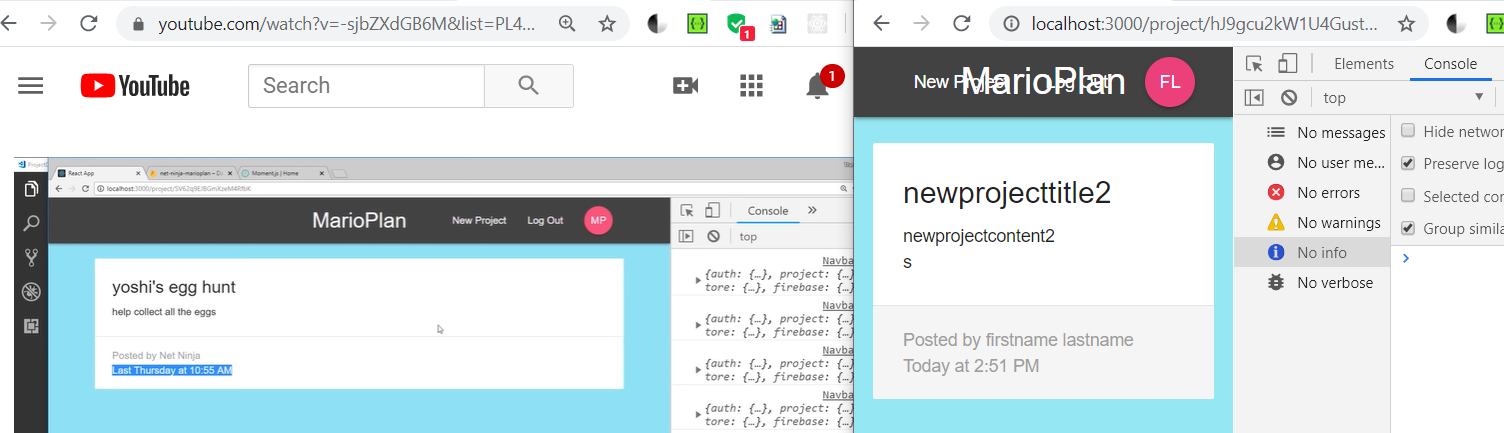 youtube.com/watch?v=-sjbZXdGB6M&list=PL4...
1
YouTube
Search
1
React App
net-ninja-marioplan – Da
Moment.js | Home
MarioPlan
New Project
Log Out
MP
Console
top
yoshi's egg hunt
help collect all the eggs
Posted by Net Ninja
Last Thursday at 10:55 AM
Navba
{auth: {…}, project:
tore: {…}, firebase:
Navba
{auth: {…}, project:
tore: {…}, firebase:
Navba
{auth: {…}, project:
tore: {…}, firebase:
Navba
{auth: {…}, project:
tore: {…}, firebase:
localhost:3000/project/hJ9gcu2kW1U4Gust...
New Project
MarioPlan
Log Out
FL
newprojecttitle2
newprojectcontent2
s
Posted by firstname lastname
Today at 2:51 PM
Elements
Console
top
No messages
No user me...
No errors
No warnings
No info
No verbose
Hide networ
Preserve log
Selected con
Group simila